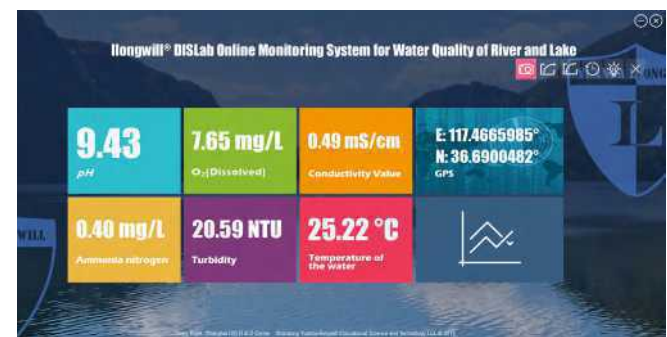 llongwill® DISLab Online Monitoring System for Water Quality of River and Lake
9.43
pH
7.65 mg/L
O₂(Dissolved)
0.49 mS/cm
Conductivity Value
E: 117.4665985°
N: 36.6900482°
GPS
0.40 mg/L
Ammonia nitrogen
20.59 NTU
Turbidity
25.22 °C
Temperature of
the water
L